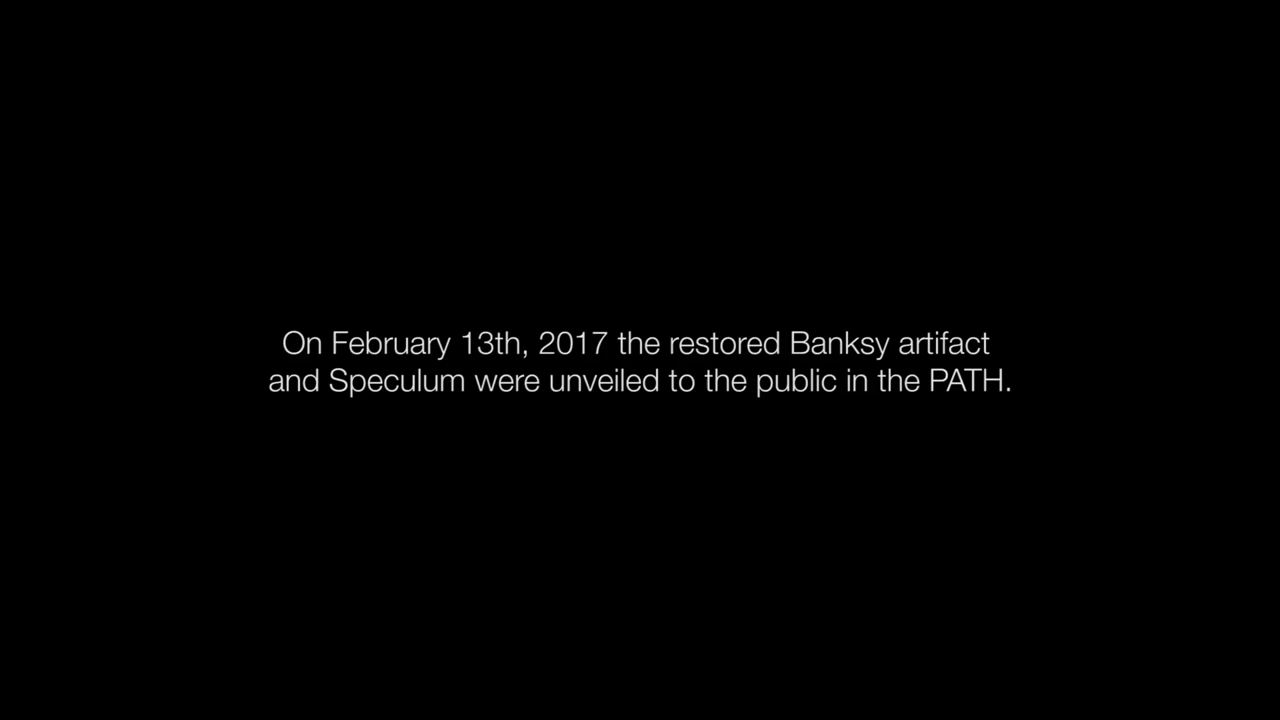 On February 13th, 2017 the restored Banksy artifact
and Speculum were unveiled to the public in the PATH.